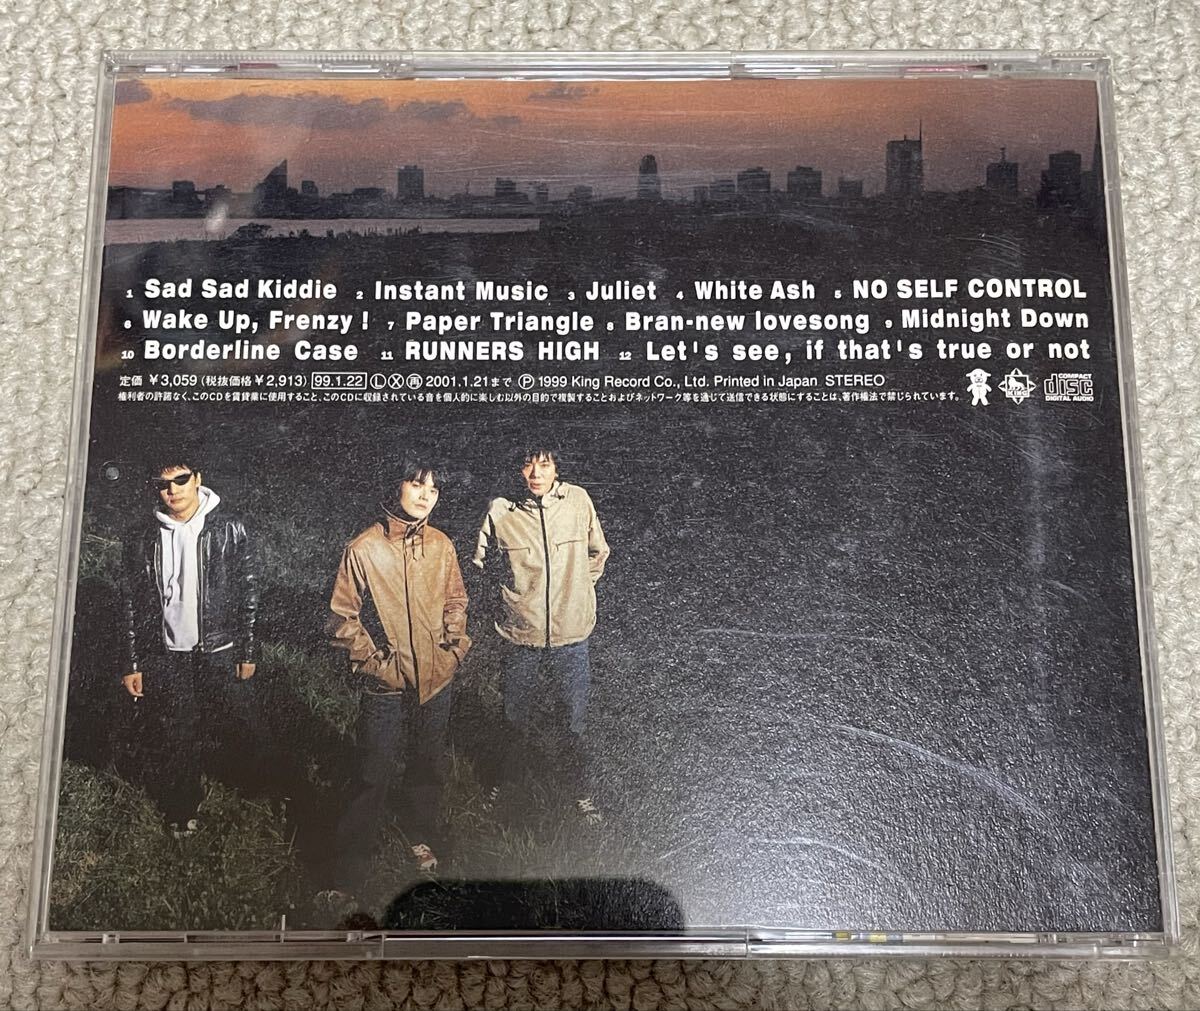 1 Sad Sad Kiddie 2 Instant Music 3 Juliet 4 White Ash 5 NO SELF CONTROL
6 Wake Up, Frenzy! 7 Paper Triangle 8 Bran-new lovesong 9 Midnight Down
10 Borderline Case 11 RUNNERS HIGH 12 Let's see, if that's true or not
定価 ¥3,059 (税抜価格¥2,913) 99.1.22 Ⓛ Ⓧ ㊢ 2001.1.21まで Ⓟ 1999 King Record Co., Ltd. Printed in Japan STEREO
権利者の許諾なく、このCDを賃貸業に使用すること、このCDに収録されている音を個人的に楽しむ以外の目的で複製することおよびネットワーク等を通じて送信できる状態にすることは、著作権法で禁じられています。
KING
COMPACT
disc
DIGITAL AUDIO